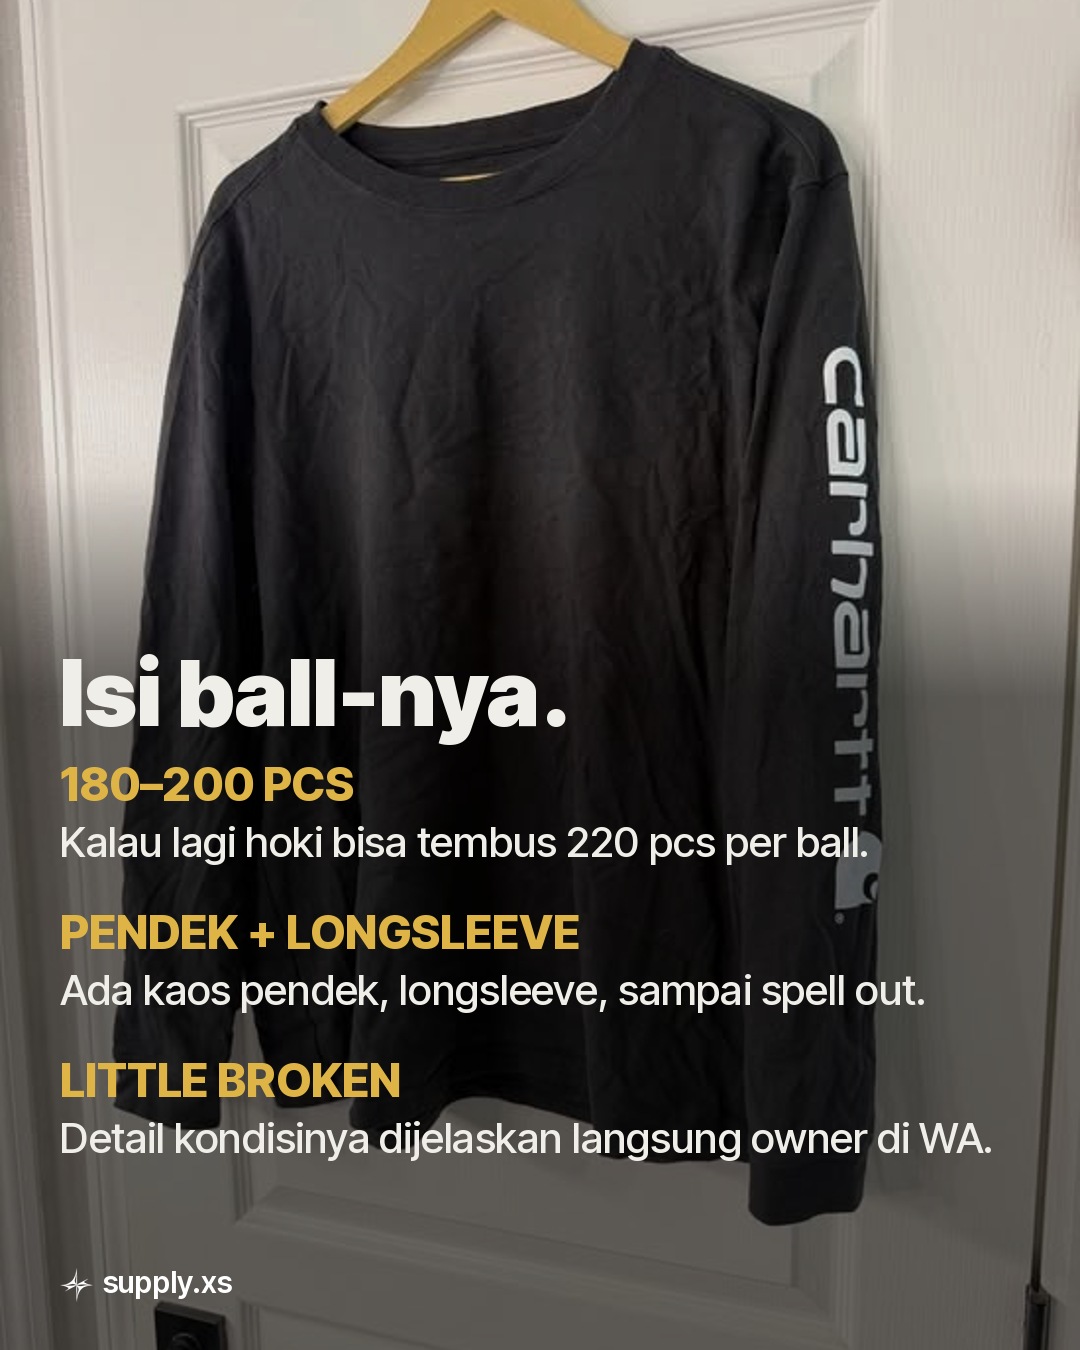 carhartt
Isi ball-nya.
180–200 PCS
Kalau lagi hoki bisa tembus 220 pcs per ball.
PENDEK + LONGSLEEVE
Ada kaos pendek, longsleeve, sampai spell out.
LITTLE BROKEN
Detail kondisinya dijelaskan langsung owner di WA.
supply.xs